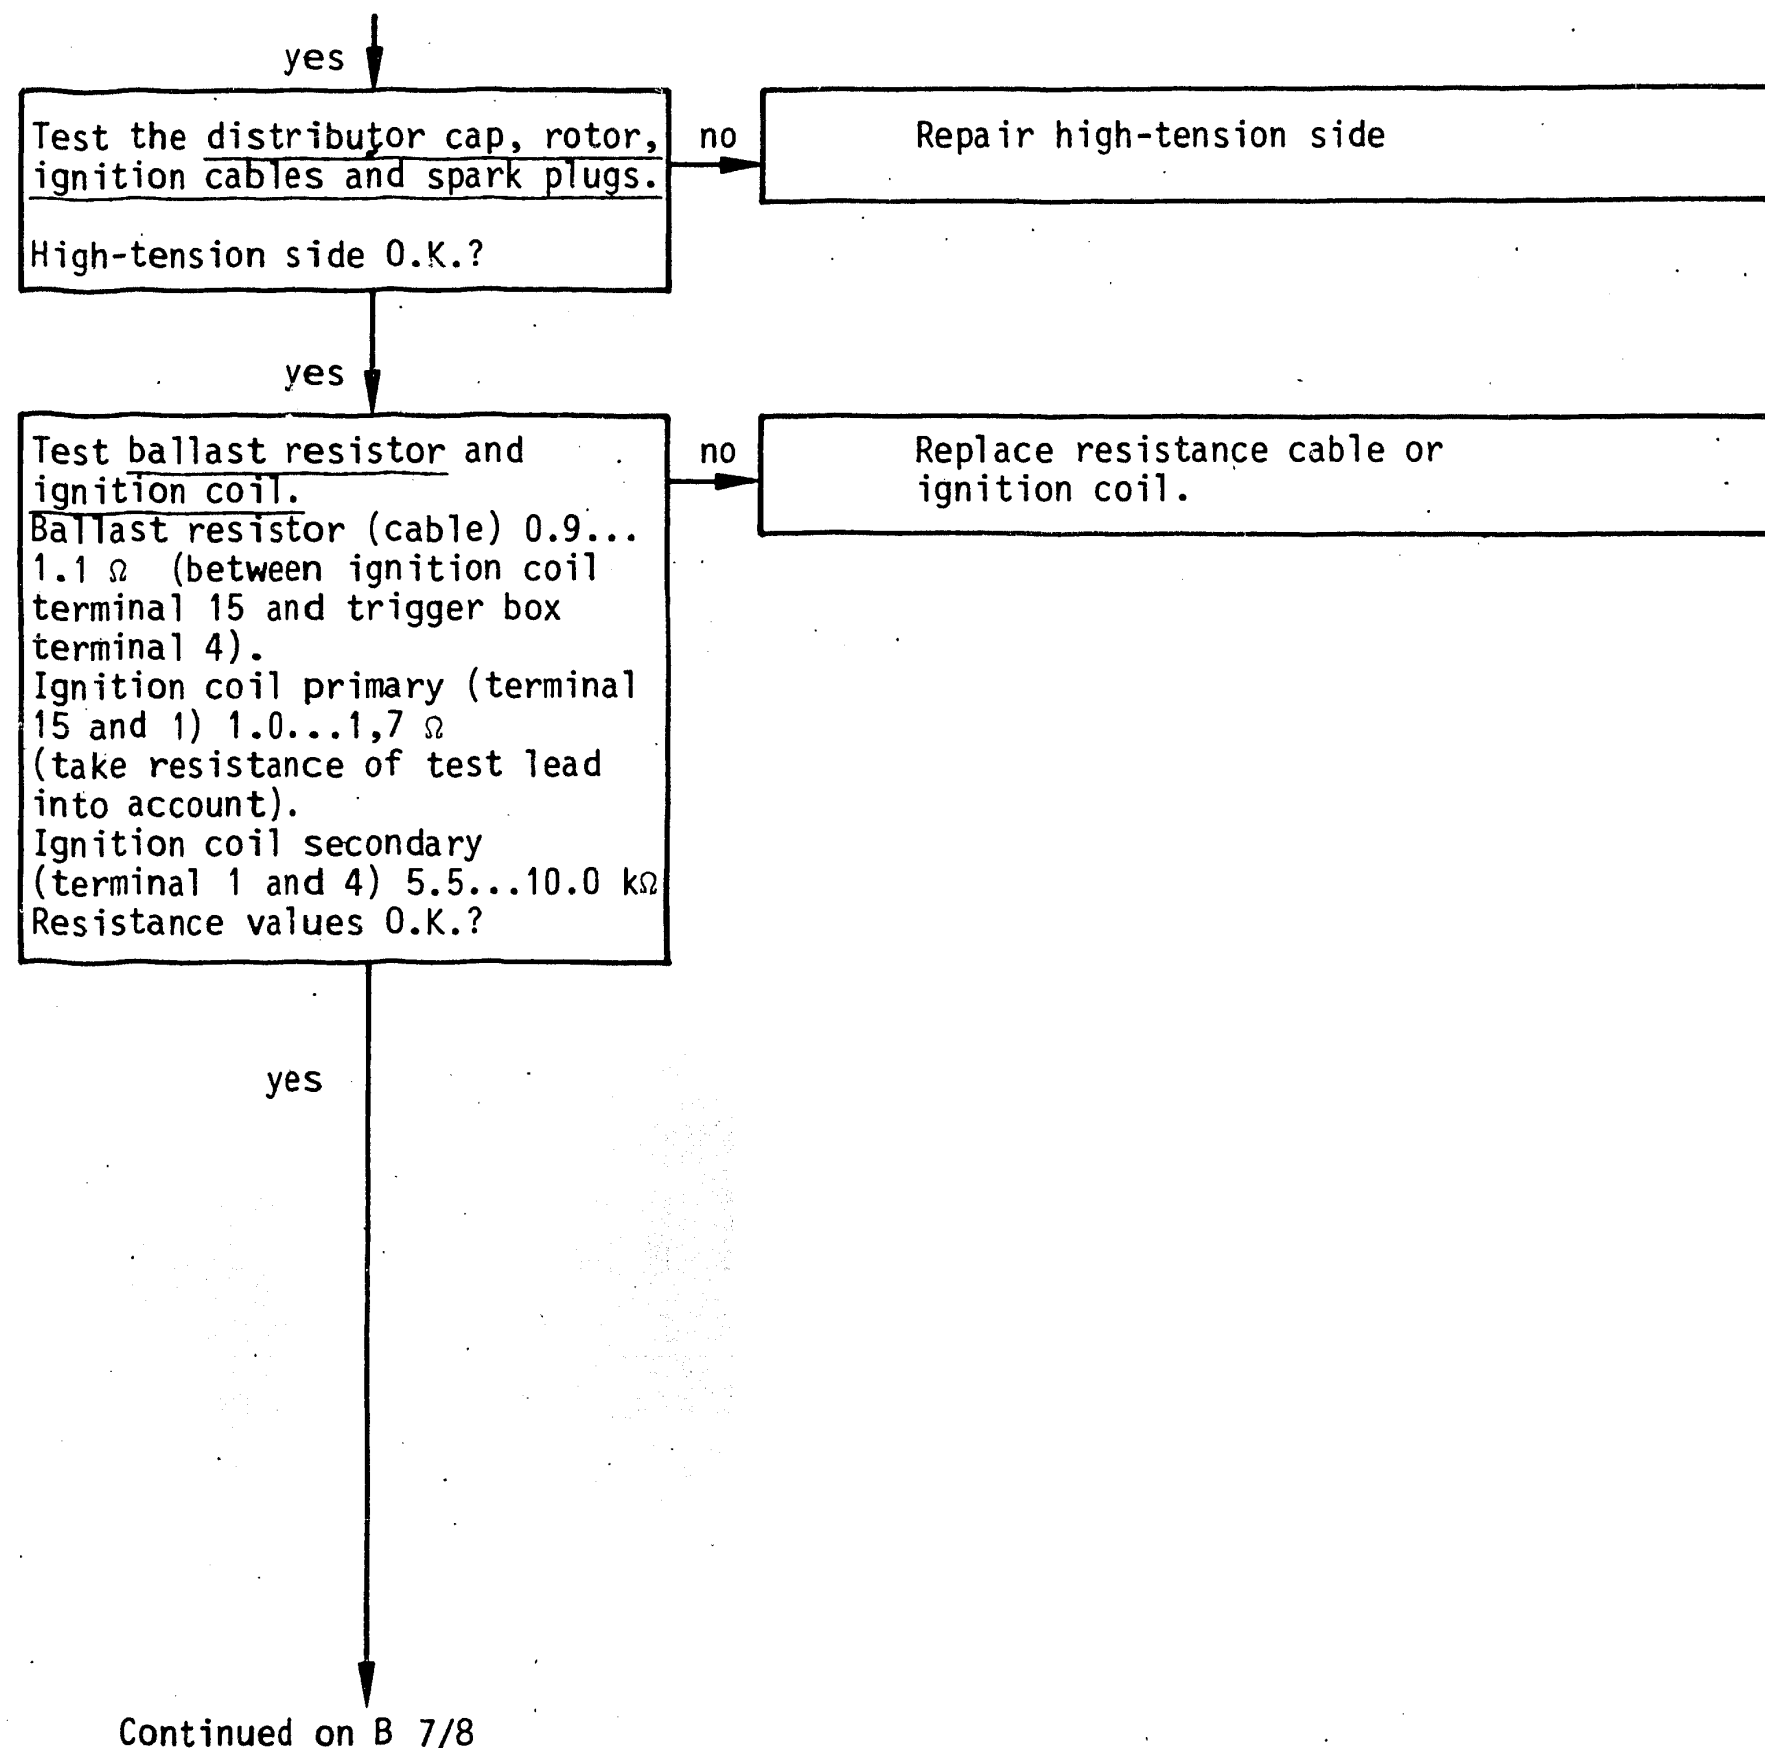 yes
Test the distributor cap, rotor,
ignition cables and spark plugs.
High-tension side O.K.?
no
Repair high-tension side
yes
Test ballast resistor and
ignition coil.
Ballast resistor (cable) 0.9...
1.1 Ω (between ignition coil
terminal 15 and trigger box
terminal 4).
Ignition coil primary (terminal
15 and 1) 1.0...1,7 Ω
(take resistance of test lead
into account).
Ignition coil secondary
(terminal 1 and 4) 5.5...10.0 kΩ
Resistance values O.K.?
no
Replace resistance cable or
ignition coil.
yes
Continued on B 7/8